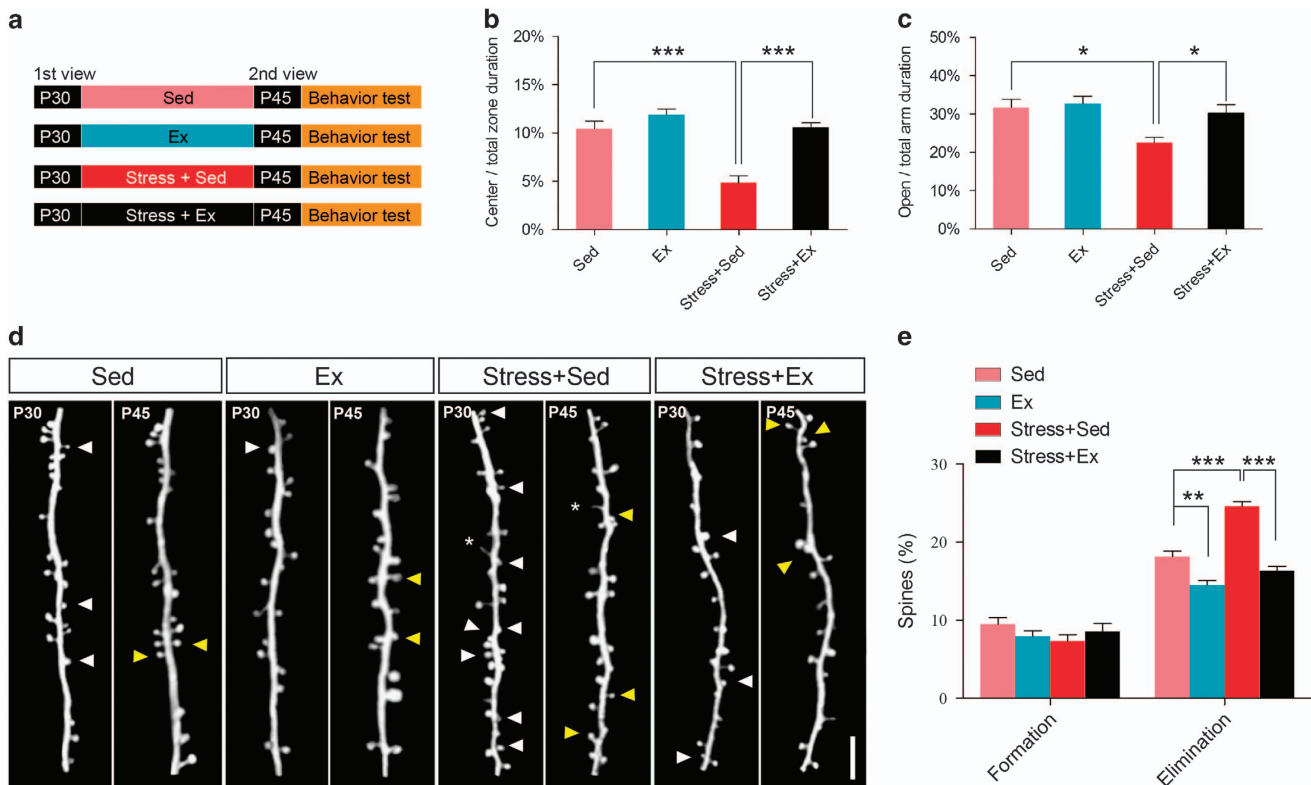 a
1st view 2nd view
P30 Sed P45 Behavior test
P30 Ex P45 Behavior test
P30 Stress + Sed P45 Behavior test
P30 Stress + Ex P45 Behavior test
b
Center / total zone duration
20%
15%
10%
5%
0%
*** ***
Sed Ex Stress+Sed Stress+Ex
c
Open / total arm duration
50%
40%
30%
20%
10%
0%
* *
Sed Ex Stress+Sed Stress+Ex
d
Sed Ex Stress+Sed Stress+Ex
P30 P45 P30 P45 P30 P45 P30 P45
*
*
e
Sed
Ex
Stress+Sed
Stress+Ex
Spines (%)
30
20
10
0
*** ***
**
Formation Elimination